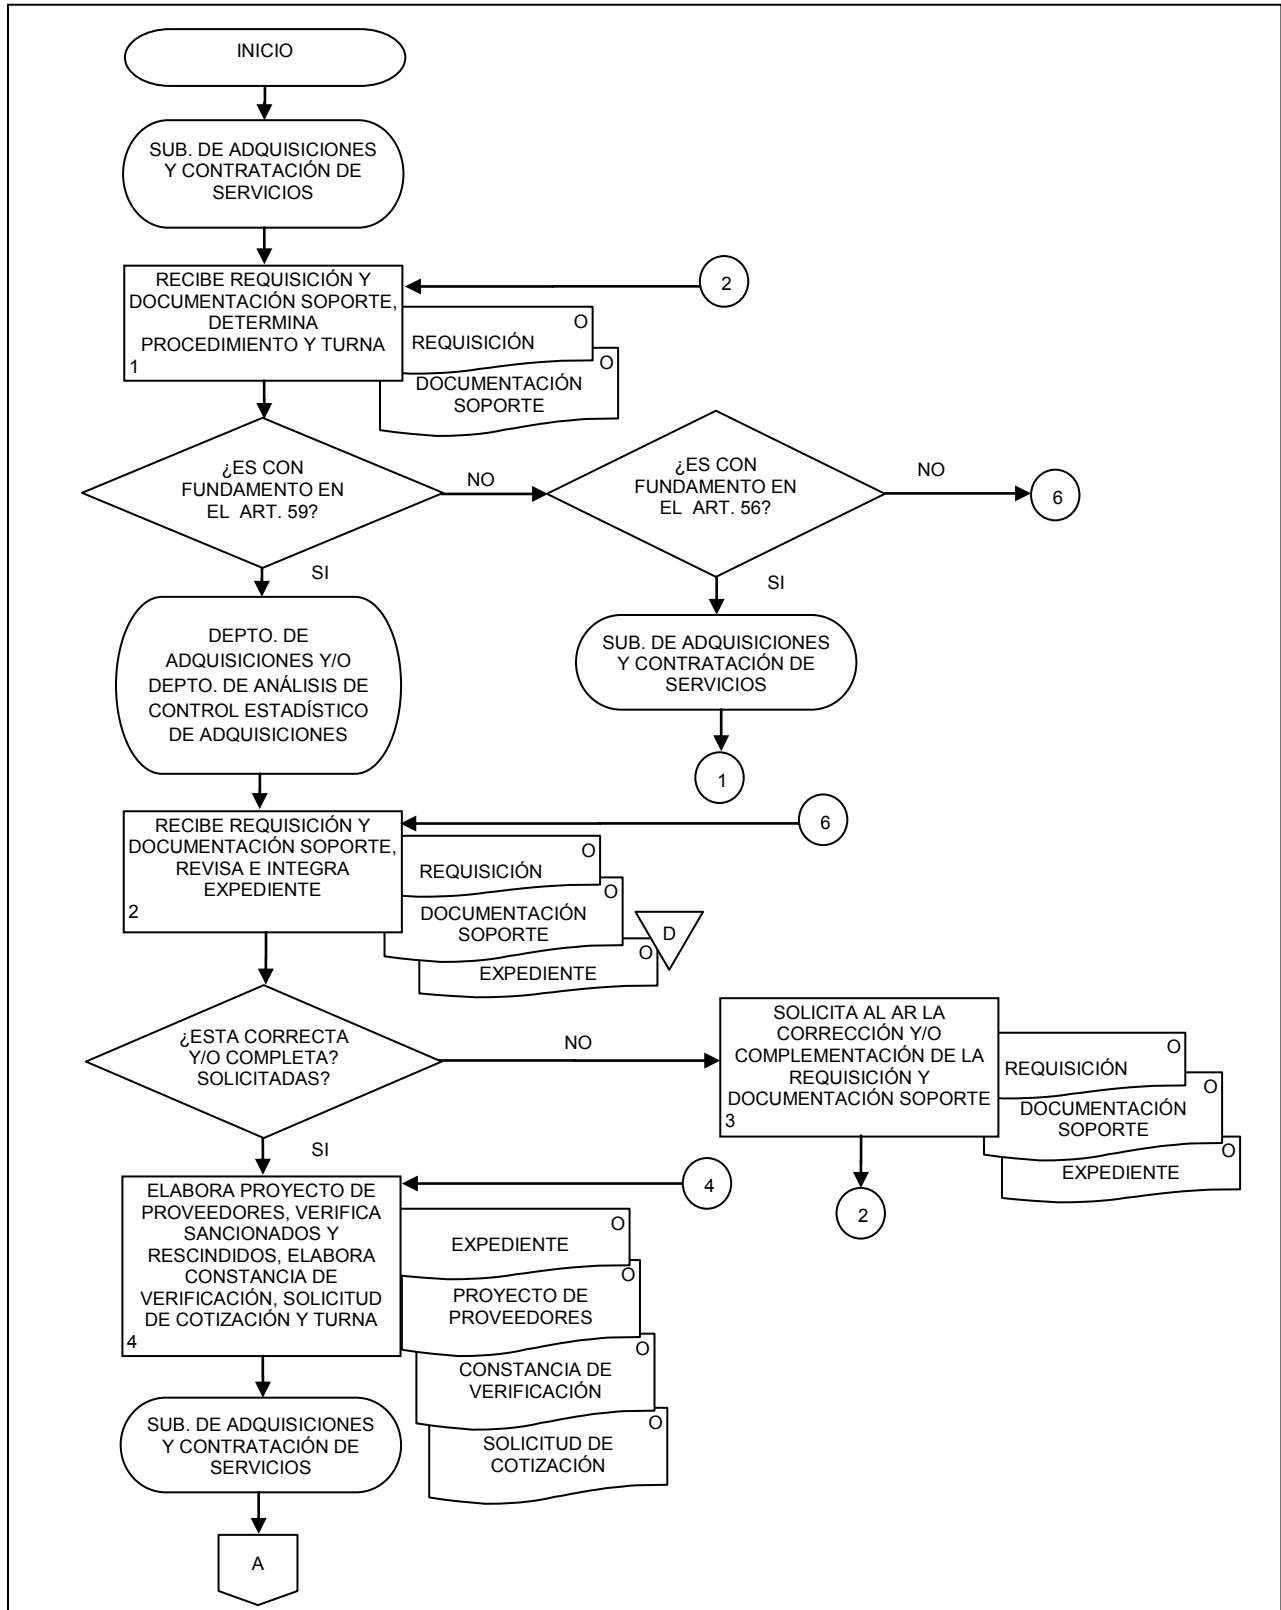 INICIO
SUB. DE ADQUISICIONES
Y CONTRATACIÓN DE
SERVICIOS
RECIBE REQUISICIÓN Y
DOCUMENTACIÓN SOPORTE,
DETERMINA
PROCEDIMIENTO Y TURNA
1
2
O
REQUISICIÓN
O
DOCUMENTACIÓN
SOPORTE
¿ES CON
FUNDAMENTO EN
EL ART. 59?
NO
SI
¿ES CON
FUNDAMENTO EN
EL ART. 56?
NO
6
SI
SUB. DE ADQUISICIONES
Y CONTRATACIÓN DE
SERVICIOS
1
DEPTO. DE
ADQUISICIONES Y/O
DEPTO. DE ANÁLISIS DE
CONTROL ESTADÍSTICO
DE ADQUISICIONES
RECIBE REQUISICIÓN Y
DOCUMENTACIÓN SOPORTE,
REVISA E INTEGRA
EXPEDIENTE
2
6
O
REQUISICIÓN
O
DOCUMENTACIÓN
SOPORTE
D
O
EXPEDIENTE
¿ESTA CORRECTA
Y/O COMPLETA?
SOLICITADAS?
NO
SI
SOLICITA AL AR LA
CORRECCIÓN Y/O
COMPLEMENTACIÓN DE LA
REQUISICIÓN Y
DOCUMENTACIÓN SOPORTE
3
O
REQUISICIÓN
O
DOCUMENTACIÓN
SOPORTE
O
EXPEDIENTE
2
ELABORA PROYECTO DE
PROVEEDORES, VERIFICA
SANCIONADOS Y
RESCINDIDOS, ELABORA
CONSTANCIA DE
VERIFICACIÓN, SOLICITUD
DE COTIZACIÓN Y TURNA
4
4
O
EXPEDIENTE
O
PROYECTO DE
PROVEEDORES
O
CONSTANCIA DE
VERIFICACIÓN
O
SOLICITUD DE
COTIZACIÓN
SUB. DE ADQUISICIONES
Y CONTRATACIÓN DE
SERVICIOS
A